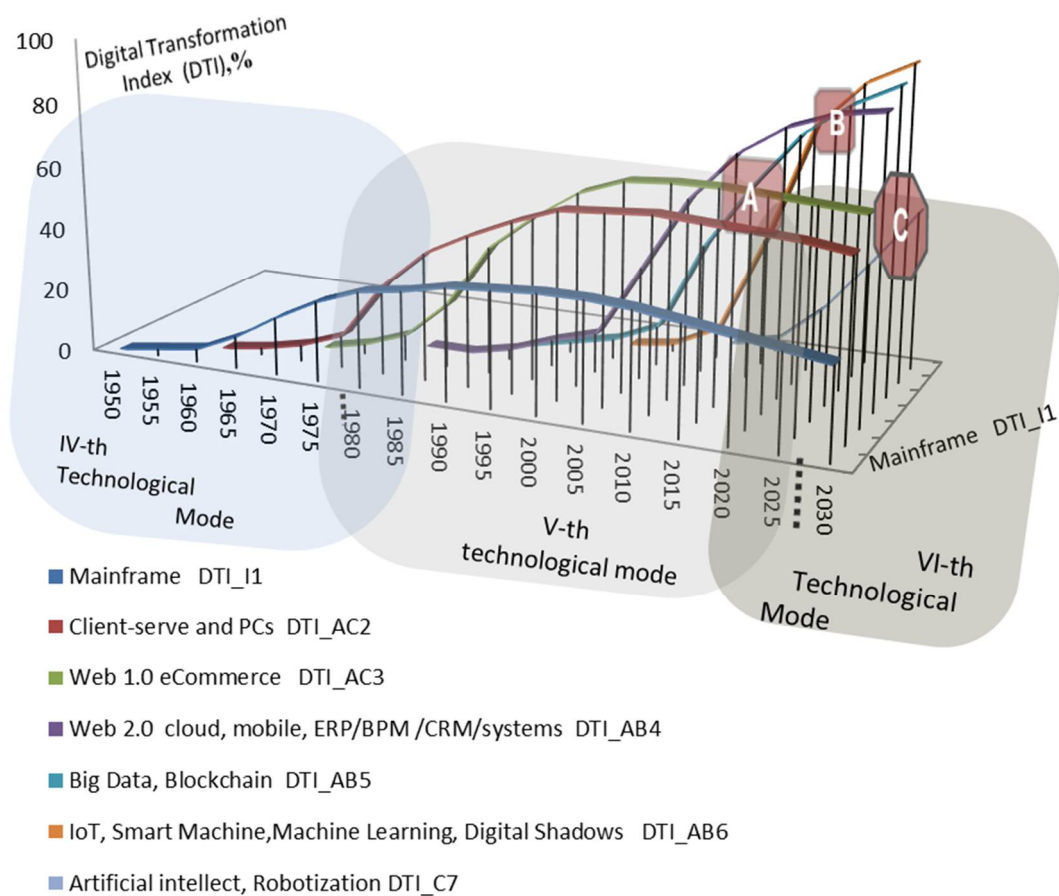 100
80
60
40
20
0
Digital Transformation
Index (DTI),%
A
B
C
1950
1955
1960
1965
1970
1975
1980
1985
1990
1995
2000
2005
2010
2015
2020
2025
2030
Mainframe DTI_I1
IV-th
Technological
Mode
V-th
technological mode
VI-th
Technological
Mode
Mainframe DTI_I1
Client-serve and PCs DTI_AC2
Web 1.0 eCommerce DTI_AC3
Web 2.0 cloud, mobile, ERP/BPM /CRM/systems DTI_AB4
Big Data, Blockchain DTI_AB5
IoT, Smart Machine,Machine Learning, Digital Shadows DTI_AB6
Artificial intellect, Robotization DTI_C7